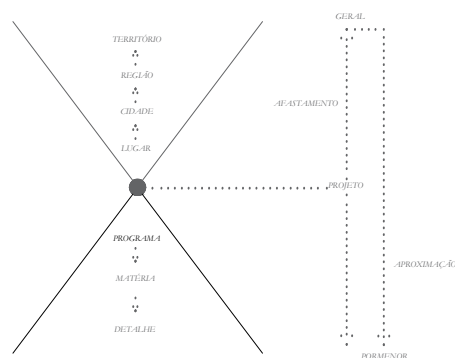 GERAL
TERRITÓRIO
REGIÃO
AFASTAMENTO
CIDADE
LUGAR
PROJETO
PROGRAMA
APROXIMAÇÃO
MATÉRIA
DETALHE
PORMENOR